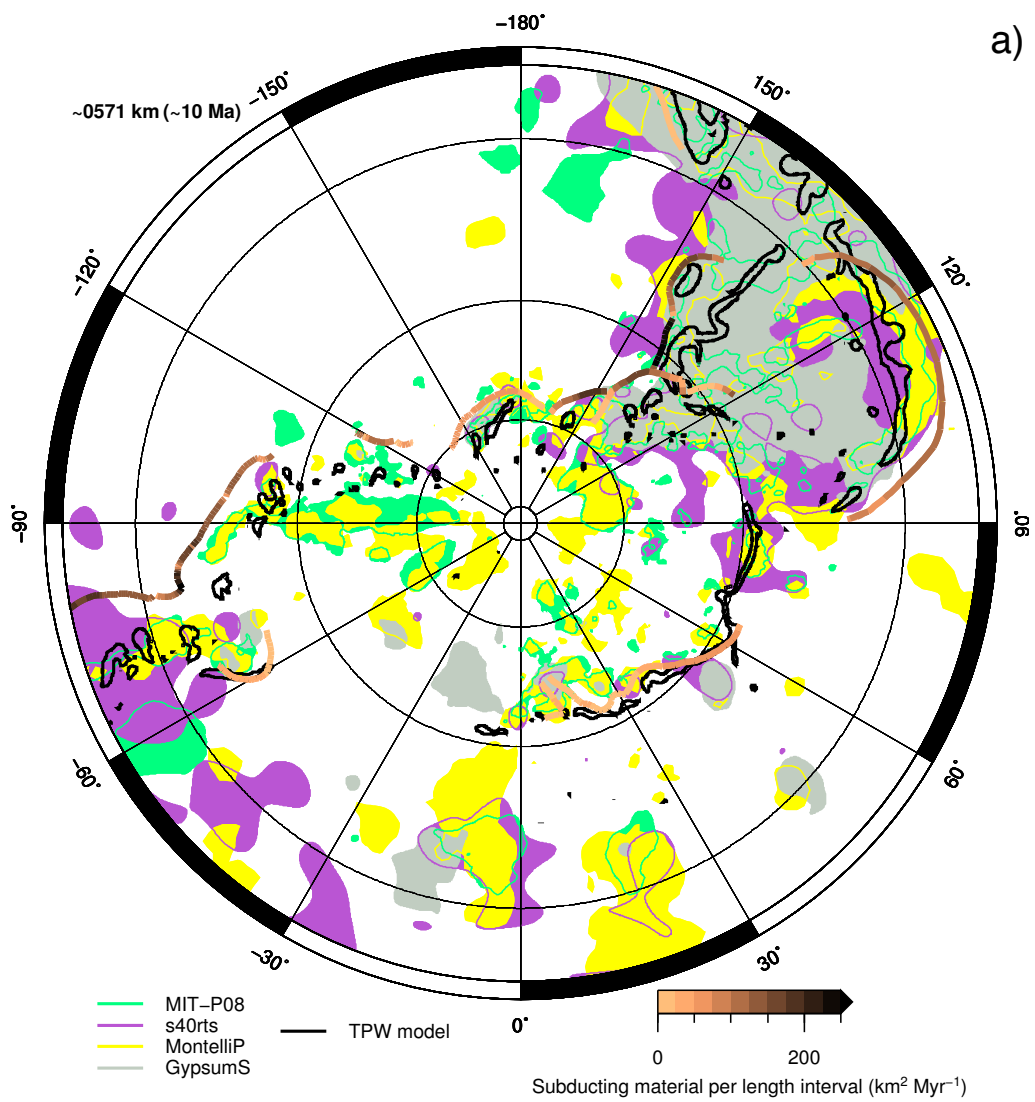 a)
−180°
−150°
150°
~0571 km (~10 Ma)
−120°
120°
−90°
90°
−60°
60°
−30°
30°
0°
MIT−P08
s40rts
MontelliP
GypsumS
TPW model
0 200
Subducting material per length interval (km² Myr⁻¹)